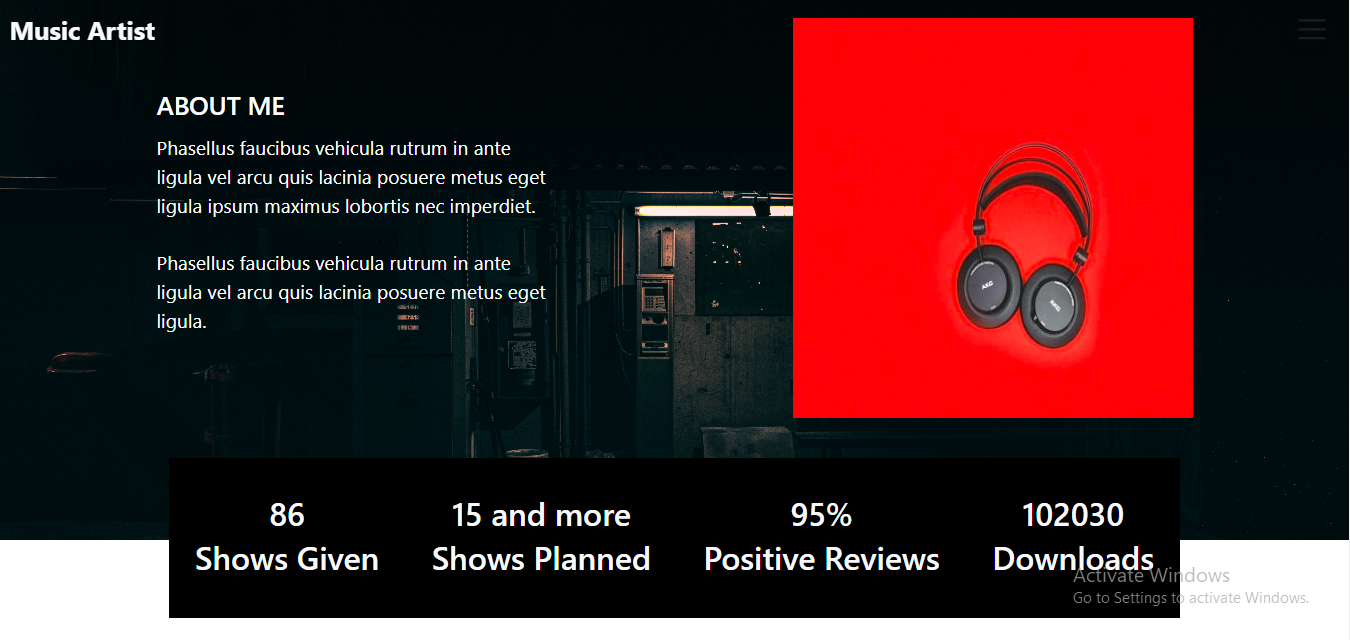 Music Artist
ABOUT ME
Phasellus faucibus vehicula rutrum in ante
ligula vel arcu quis lacinia posuere metus eget
ligula ipsum maximus lobortis nec imperdiet.
Phasellus faucibus vehicula rutrum in ante
ligula vel arcu quis lacinia posuere metus eget
ligula.
AKG
AKG
86
Shows Given
15 and more
Shows Planned
95%
Positive Reviews
102030
Downloads
Activate Windows
Go to Settings to activate Windows.